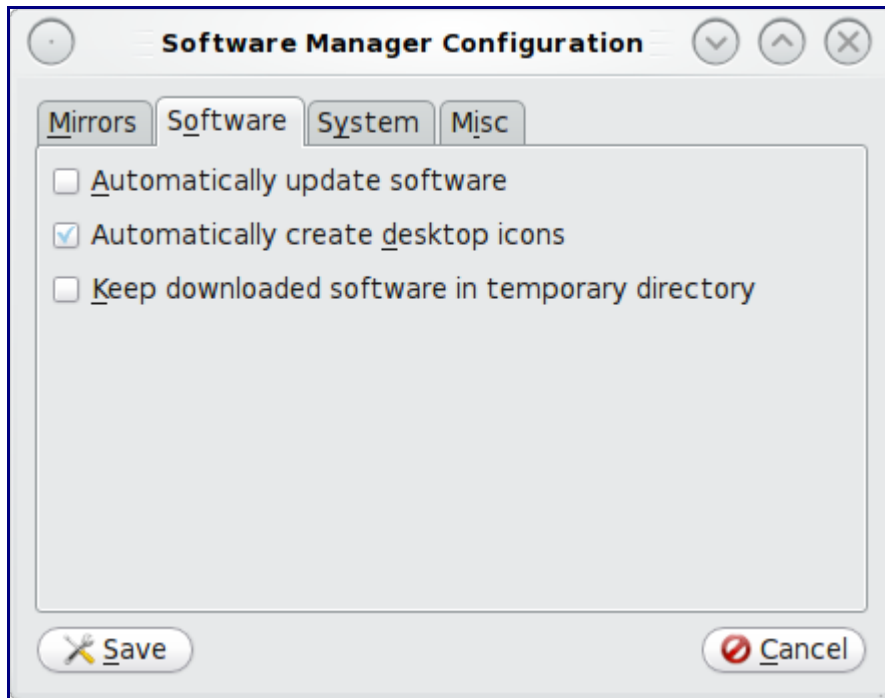 Software Manager Configuration
Mirrors Software System Misc
Automatically update software
Automatically create desktop icons
Keep downloaded software in temporary directory
Save Cancel